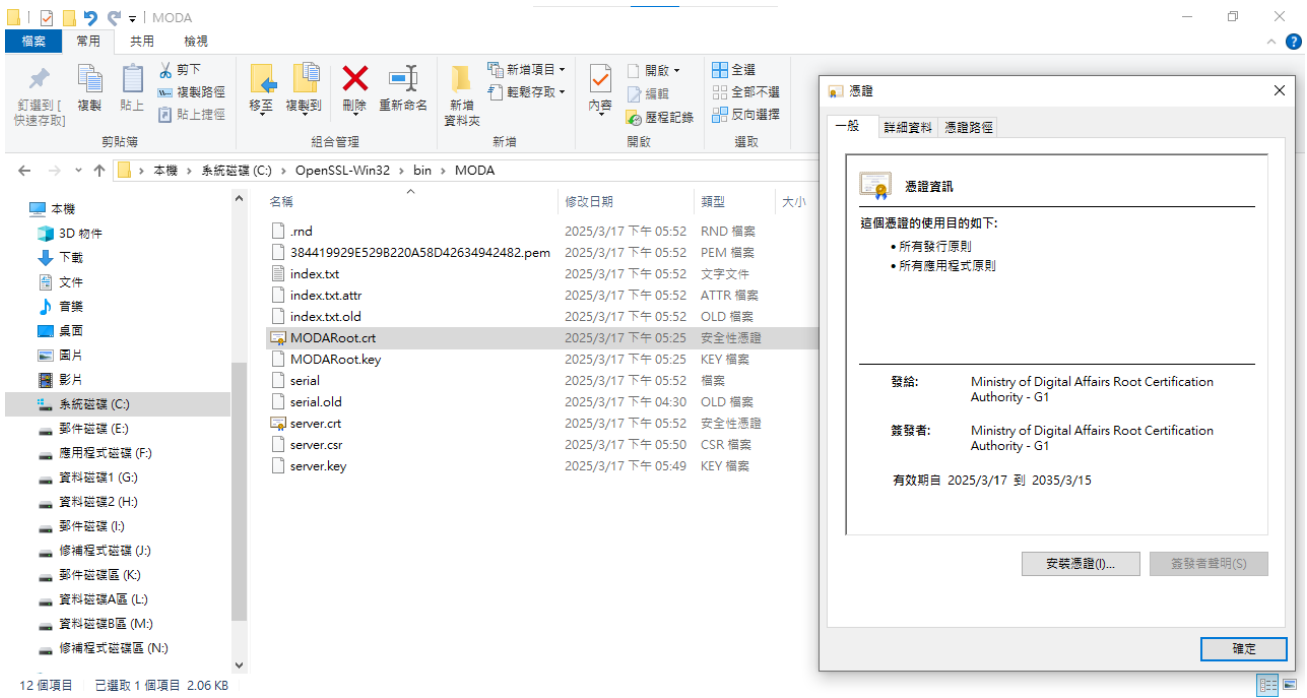 MODA
檔案 常用 共用 檢視
釘選到 [快速存取]
複製
貼上
剪下
複製路徑
貼上捷徑
剪貼簿
移至
複製到
刪除
重新命名
組合管理
新增
資料夾
新增項目
輕鬆存取
新增
內容
開啟
編輯
歷程記錄
開啟
全選
全部不選
反向選擇
選取
本機 › 系統磁碟 (C:) › OpenSSL-Win32 › bin › MODA
本機
3D 物件
下載
文件
音樂
桌面
圖片
影片
系統磁碟 (C:)
郵件磁碟 (E:)
應用程式磁碟 (F:)
資料磁碟1 (G:)
資料磁碟2 (H:)
郵件磁碟 (I:)
修補程式磁碟 (J:)
郵件磁碟區 (K:)
資料磁碟A區 (L:)
資料磁碟B區 (M:)
修補程式磁碟區 (N:)
名稱 修改日期 類型 大小
.rnd 2025/3/17 下午 05:52 RND 檔案
384419929E529B220A58D42634942482.pem 2025/3/17 下午 05:52 PEM 檔案
index.txt 2025/3/17 下午 05:52 文字文件
index.txt.attr 2025/3/17 下午 05:52 ATTR 檔案
index.txt.old 2025/3/17 下午 05:52 OLD 檔案
MODARoot.crt 2025/3/17 下午 05:25 安全性憑證
MODARoot.key 2025/3/17 下午 05:25 KEY 檔案
serial 2025/3/17 下午 05:52 檔案
serial.old 2025/3/17 下午 04:30 OLD 檔案
server.crt 2025/3/17 下午 05:52 安全性憑證
server.csr 2025/3/17 下午 05:50 CSR 檔案
server.key 2025/3/17 下午 05:49 KEY 檔案
12 個項目 已選取 1 個項目 2.06 KB
憑證
一般 詳細資料 憑證路徑
憑證資訊
這個憑證的使用目的如下:
• 所有發行原則
• 所有應用程式原則
發給: Ministry of Digital Affairs Root Certification
Authority - G1
簽發者: Ministry of Digital Affairs Root Certification
Authority - G1
有效期自 2025/3/17 到 2035/3/15
安裝憑證(I)... 簽發者聲明(S)
確定